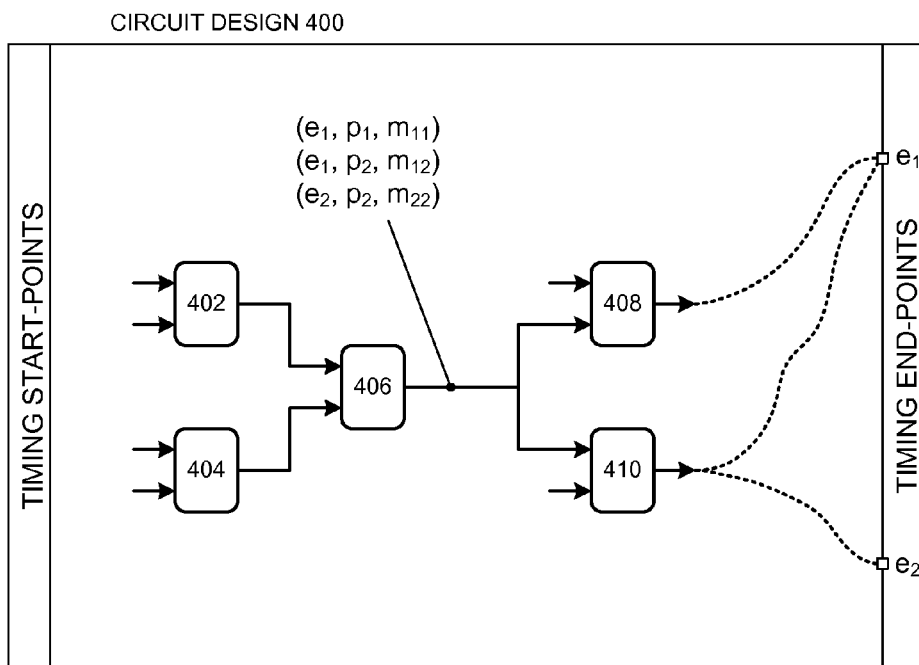 CIRCUIT DESIGN 400
TIMING START-POINTS
(e₁, p₁, m₁₁)
(e₁, p₂, m₁₂)
(e₂, p₂, m₂₂)
402
404
406
408
410
e₁
e₂
TIMING END-POINTS